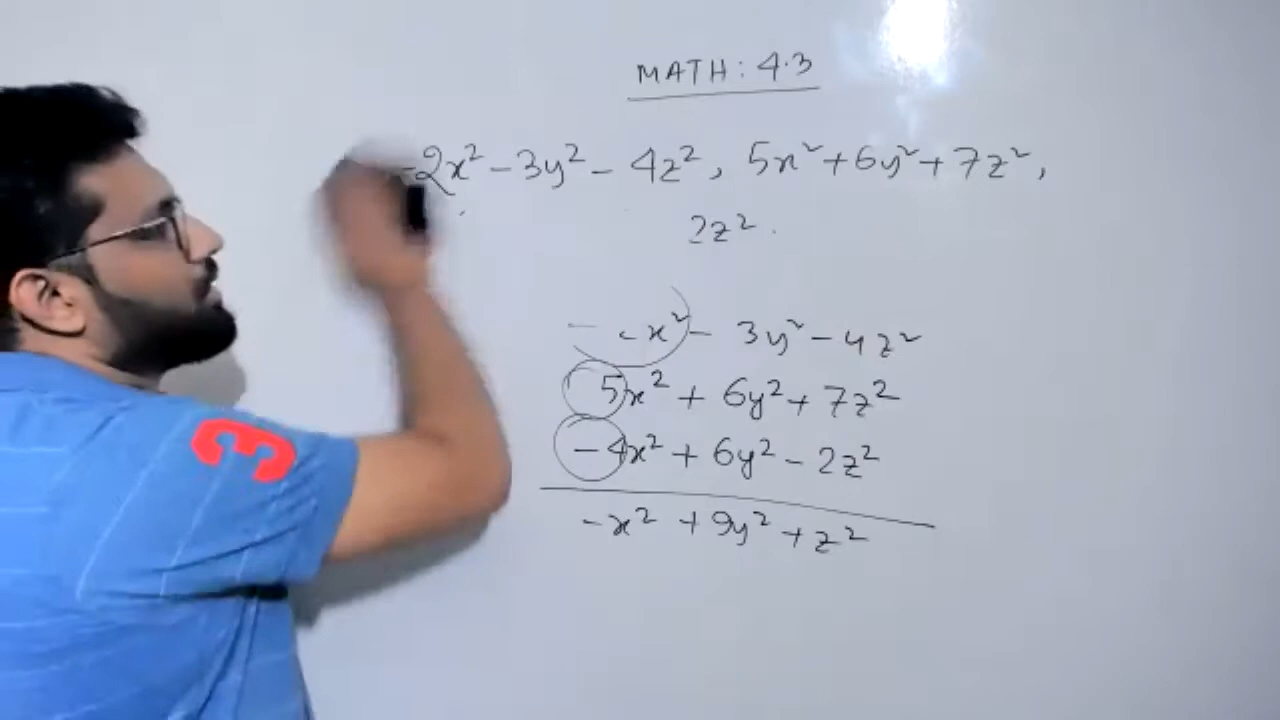 MATH : 4.3
-2x² - 3y² - 4z², 5x² + 6y² + 7z²,
2z².
x² - 3y² - 4z²
5x² + 6y² + 7z²
-4x² + 6y² - 2z²
-x² + 9y² + z²
3